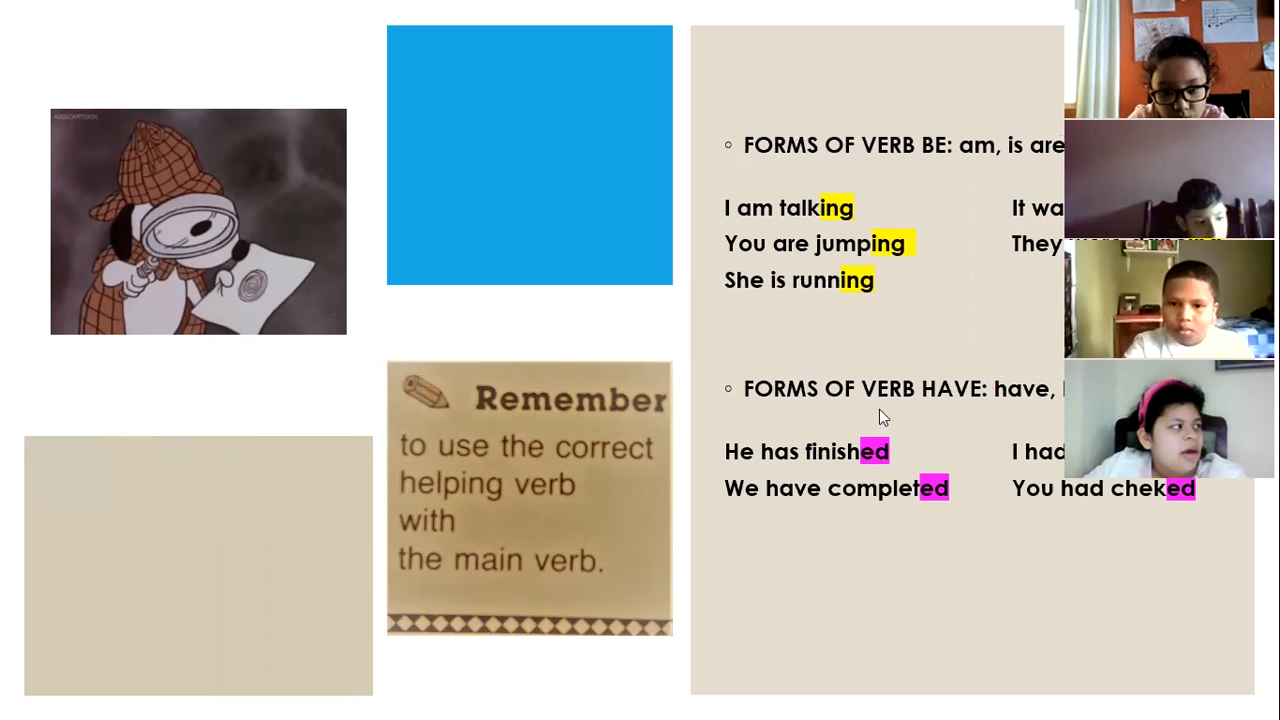 KIDSCARTOON
Remember
to use the correct
helping verb
with
the main verb.
FORMS OF VERB BE: am, is are
I am talking
It wa
You are jumping
They
She is running
FORMS OF VERB HAVE: have,
He has finished
I had
We have completed
You had cheked